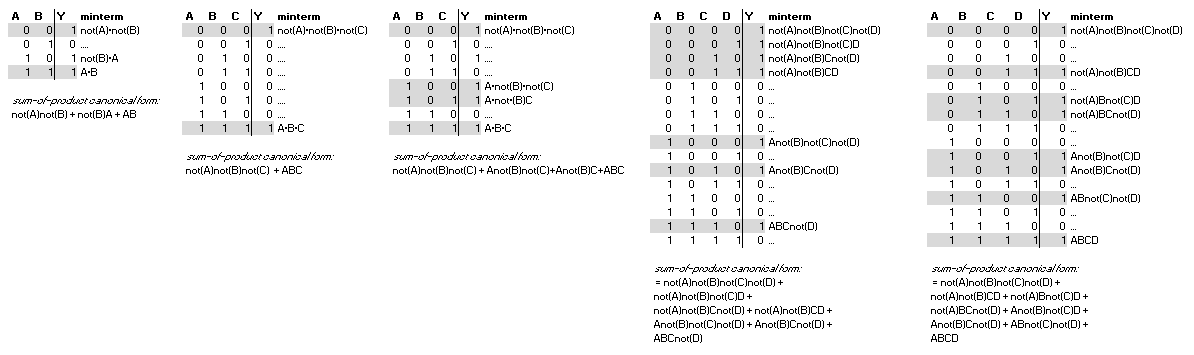 A B Y minterm
0 0 1 not(A)•not(B)
0 1 0 ....
1 0 1 not(B)•A
1 1 1 A•B
sum-of-product canonical form:
not(A)not(B) + not(B)A + AB
A B C Y minterm
0 0 0 1 not(A)•not(B)•not(C)
0 0 1 0 ....
0 1 0 0 ....
0 1 1 0 ....
1 0 0 0 ....
1 0 1 0 ....
1 1 0 0 ....
1 1 1 1 A•B•C
sum-of-product canonical form:
not(A)not(B)not(C) + ABC
A B C Y minterm
0 0 0 1 not(A)•not(B)•not(C)
0 0 1 0 ....
0 1 0 0 ....
0 1 1 0 ....
1 0 0 1 A•not(B)•not(C)
1 0 1 1 A•not•(B)C
1 1 0 0 ....
1 1 1 1 A•B•C
sum-of-product canonical form:
not(A)not(B)not(C) + Anot(B)not(C)+Anot(B)C+ABC
A B C D Y minterm
0 0 0 0 1 not(A)not(B)not(C)not(D)
0 0 0 1 1 not(A)not(B)not(C)D
0 0 1 0 1 not(A)not(B)Cnot(D)
0 0 1 1 1 not(A)not(B)CD
0 1 0 0 0 ...
0 1 0 1 0 ...
0 1 1 0 0 ...
0 1 1 1 0 ...
1 0 0 0 1 Anot(B)not(C)not(D)
1 0 0 1 0 ...
1 0 1 0 1 Anot(B)Cnot(D)
1 0 1 1 0 ...
1 1 0 0 0 ...
1 1 0 1 0 ...
1 1 1 0 1 ABCnot(D)
1 1 1 1 0 ...
sum-of-product canonical form:
= not(A)not(B)not(C)not(D) +
not(A)not(B)not(C)D +
not(A)not(B)Cnot(D) + not(A)not(B)CD +
Anot(B)not(C)not(D) + Anot(B)Cnot(D) +
ABCnot(D)
A B C D Y minterm
0 0 0 0 1 not(A)not(B)not(C)not(D)
0 0 0 1 0 ...
0 0 1 0 0 ...
0 0 1 1 1 not(A)not(B)CD
0 1 0 0 0 ...
0 1 0 1 1 not(A)Bnot(C)D
0 1 1 0 1 not(A)BCnot(D)
0 1 1 1 0 ...
1 0 0 0 0 ...
1 0 0 1 1 Anot(B)not(C)D
1 0 1 0 1 Anot(B)Cnot(D)
1 0 1 1 0 ...
1 1 0 0 1 ABnot(C)not(D)
1 1 0 1 0 ...
1 1 1 0 0 ...
1 1 1 1 1 ABCD
sum-of-product canonical form:
= not(A)not(B)not(C)not(D) +
not(A)not(B)CD + not(A)Bnot(C)D +
not(A)BCnot(D) + Anot(B)not(C)D +
Anot(B)Cnot(D) + ABnot(C)not(D) +
ABCD